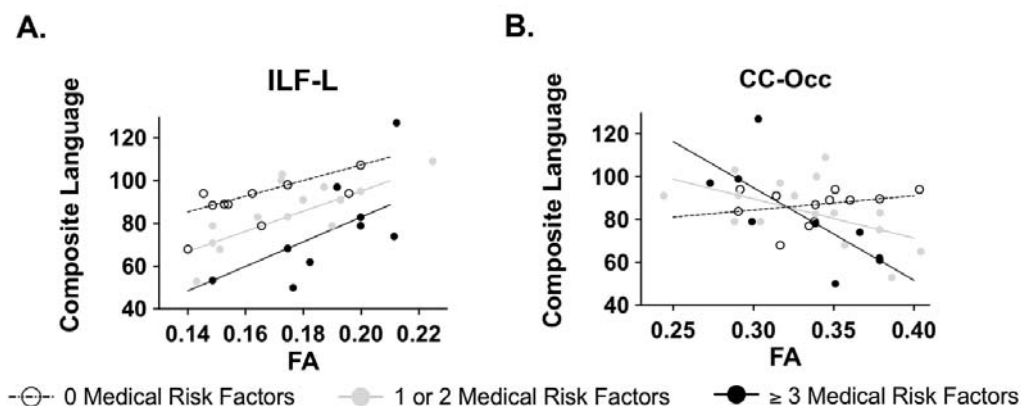 A.
ILF-L
Composite Language
120
100
80
60
40
0.14 0.16 0.18 0.20 0.22
FA
B.
CC-Occ
Composite Language
120
100
80
60
40
0.25 0.30 0.35 0.40
FA
0 Medical Risk Factors 1 or 2 Medical Risk Factors ≥ 3 Medical Risk Factors